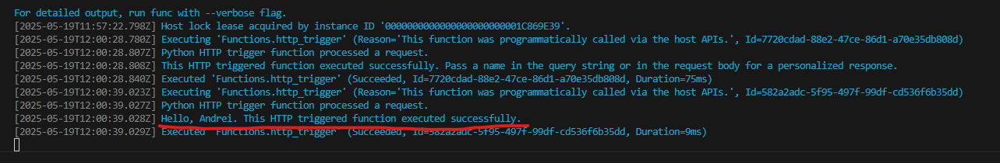 For detailed output, run func with --verbose flag.
[2025-05-19T11:57:22.798Z] Host lock lease acquired by instance ID '0000000000000000000000001C869E39'.
[2025-05-19T12:00:28.780Z] Executing 'Functions.http_trigger' (Reason='This function was programmatically called via the host APIs.', Id=7720cdad-88e2-47ce-86d1-a70e35db808d)
[2025-05-19T12:00:28.807Z] Python HTTP trigger function processed a request.
[2025-05-19T12:00:28.808Z] This HTTP triggered function executed successfully. Pass a name in the query string or in the request body for a personalized response.
[2025-05-19T12:00:28.840Z] Executed 'Functions.http_trigger' (Succeeded, Id=7720cdad-88e2-47ce-86d1-a70e35db808d, Duration=75ms)
[2025-05-19T12:00:39.023Z] Executing 'Functions.http_trigger' (Reason='This function was programmatically called via the host APIs.', Id=582a2adc-5f95-497f-99df-cd536f6b35dd)
[2025-05-19T12:00:39.027Z] Python HTTP trigger function processed a request.
[2025-05-19T12:00:39.028Z] Hello, Andrei. This HTTP triggered function executed successfully.
[2025-05-19T12:00:39.029Z] Executed 'Functions.http_trigger' (Succeeded, Id=582a2adc-5f95-497f-99df-cd536f6b35dd, Duration=9ms)